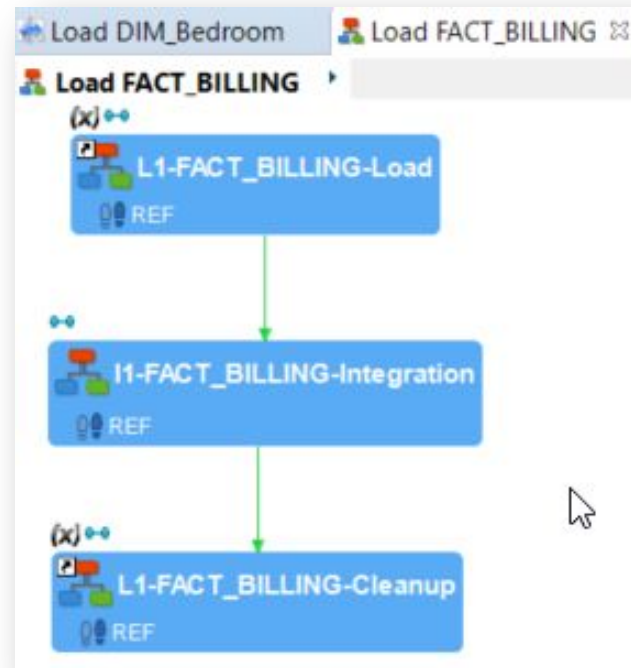 Load DIM_Bedroom
Load FACT_BILLING
Load FACT_BILLING
(x)
L1-FACT_BILLING-Load
REF
I1-FACT_BILLING-Integration
REF
(x)
L1-FACT_BILLING-Cleanup
REF